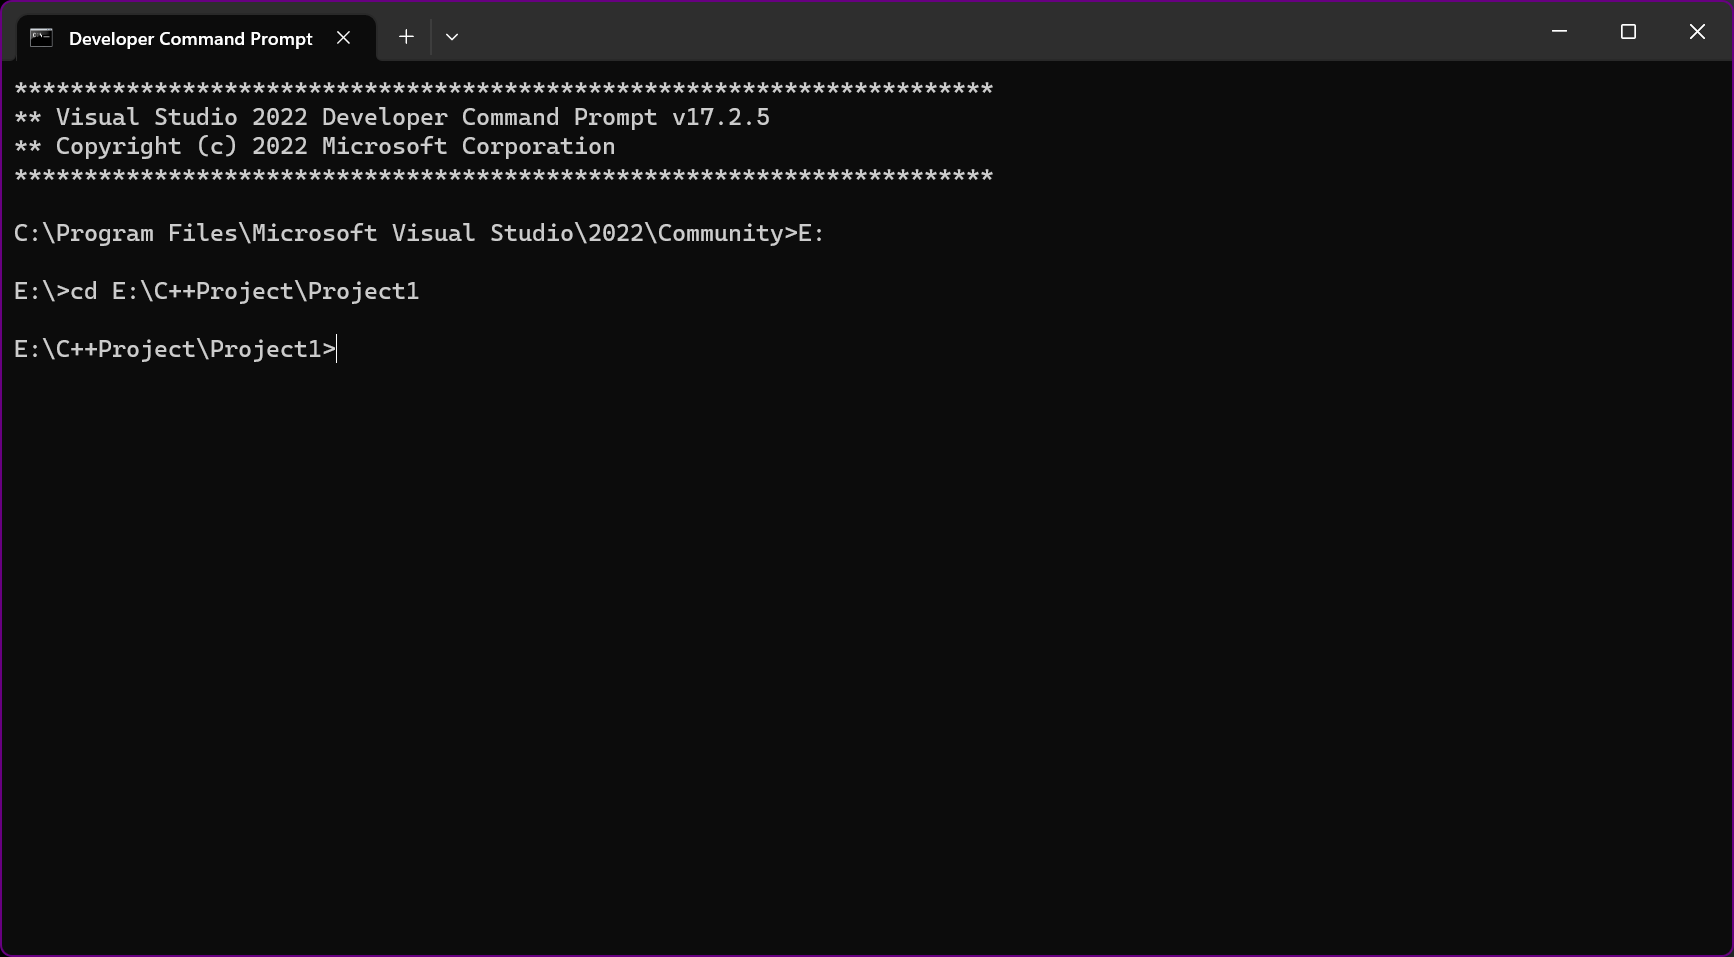 Developer Command Prompt
**********************************************************************
** Visual Studio 2022 Developer Command Prompt v17.2.5
** Copyright (c) 2022 Microsoft Corporation
**********************************************************************
C:\Program Files\Microsoft Visual Studio\2022\Community>E:
E:\>cd E:\C++Project\Project1
E:\C++Project\Project1>